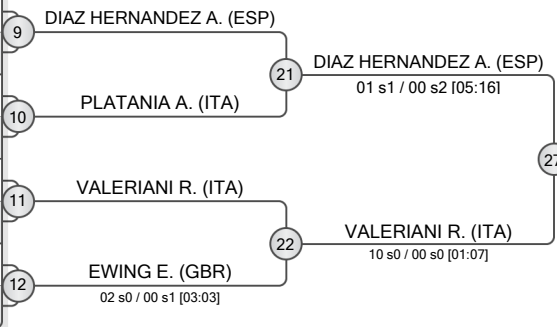 9
DIAZ HERNANDEZ A. (ESP)
21
DIAZ HERNANDEZ A. (ESP)
01 s1 / 00 s2 [05:16]
10
PLATANIA A. (ITA)
27
11
VALERIANI R. (ITA)
22
VALERIANI R. (ITA)
10 s0 / 00 s0 [01:07]
12
EWING E. (GBR)
02 s0 / 00 s1 [03:03]